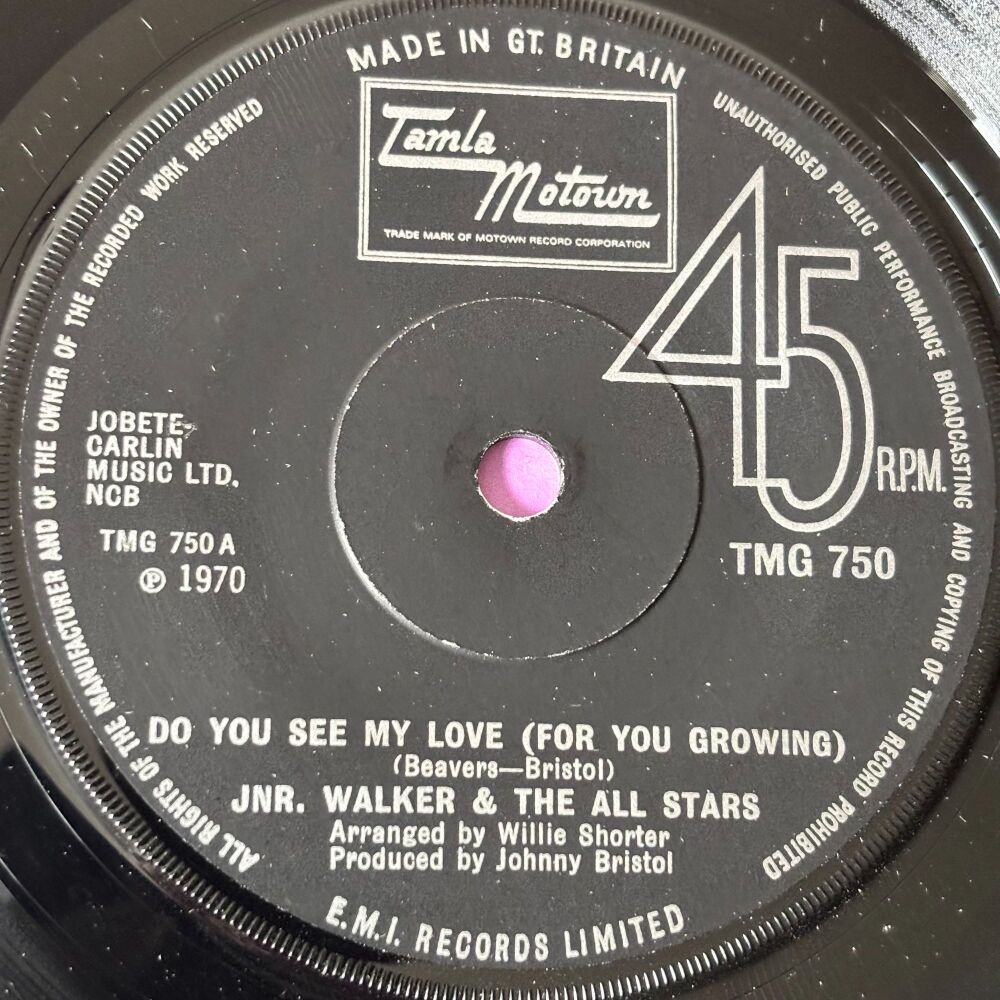 MADE IN GT. BRITAIN
Tamla
Motown
TRADE MARK OF MOTOWN RECORD CORPORATION
45
R.P.M.
TMG 750
JOBETE-
CARLIN
MUSIC LTD.
NCB
TMG 750 A
℗ 1970
DO YOU SEE MY LOVE (FOR YOU GROWING)
(Beavers—Bristol)
JNR. WALKER & THE ALL STARS
Arranged by Willie Shorter
Produced by Johnny Bristol
E.M.I. RECORDS LIMITED
ALL RIGHTS OF THE MANUFACTURER AND OF THE OWNER OF THE RECORDED WORK RESERVED
UNAUTHORISED PUBLIC PERFORMANCE BROADCASTING AND COPYING OF THIS RECORD PROHIBITED